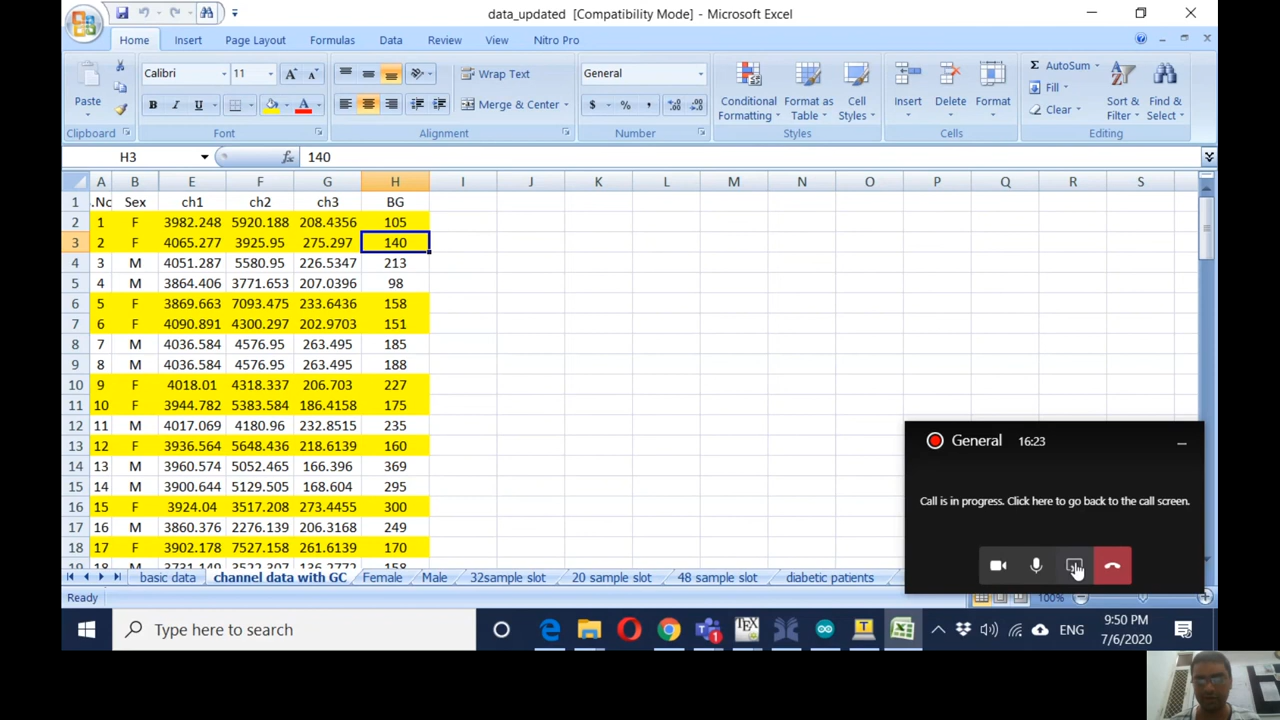 data_updated [Compatibility Mode] - Microsoft Excel
Home Insert Page Layout Formulas Data Review View Nitro Pro
Calibri 11 Wrap Text General AutoSum
Paste Merge & Center $ % , Conditional Formatting Format as Table Cell Styles Insert Delete Format Fill Clear Sort & Filter Find & Select
B I U A
Clipboard Font Alignment Number Styles Cells Editing
H3 fx 140
A B E F G H I J K L M N O P Q R S
1 .Nc Sex ch1 ch2 ch3 BG
2 1 F 3982.248 5920.188 208.4356 105
3 2 F 4065.277 3925.95 275.297 140
4 3 M 4051.287 5580.95 226.5347 213
5 4 M 3864.406 3771.653 207.0396 98
6 5 F 3869.663 7093.475 233.6436 158
7 6 F 4090.891 4300.297 202.9703 151
8 7 M 4036.584 4576.95 263.495 185
9 8 M 4036.584 4576.95 263.495 188
10 9 F 4018.01 4318.337 206.703 227
11 10 F 3944.782 5383.584 186.4158 175
12 11 M 4017.069 4180.96 232.8515 235
13 12 F 3936.564 5648.436 218.6139 160
14 13 M 3960.574 5052.465 166.396 369
15 14 M 3900.644 5129.505 168.604 295
16 15 F 3924.04 3517.208 273.4455 300
17 16 M 3860.376 2276.139 206.3168 249
18 17 F 3902.178 7527.158 261.6139 170
19 18 M 3731.149 3522.307 136.2772 158
General 16:23
Call is in progress. Click here to go back to the call screen.
basic data channel data with GC Female Male 32sample slot 20 sample slot 48 sample slot diabetic patients
Ready 100%
Type here to search ENG 9:50 PM
7/6/2020